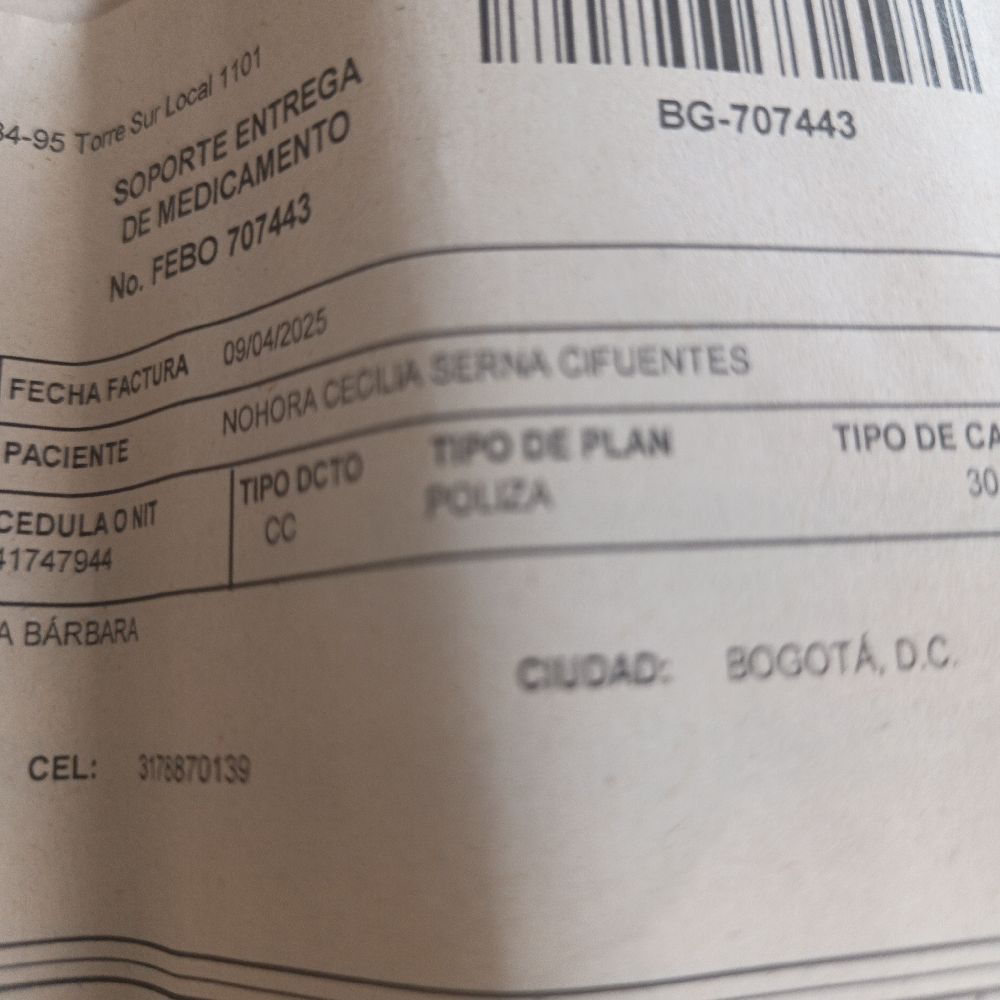 34-95 Torre Sur Local 1101
SOPORTE ENTREGA
DE MEDICAMENTO
No. FEBO 707443
BG-707443
FECHA FACTURA 09/04/2025
PACIENTE NOHORA CECILIA SERNA CIFUENTES
CEDULA O NIT TIPO DCTO TIPO DE PLAN TIPO DE CA
41747944 CC POLIZA 30
A BÁRBARA
CIUDAD: BOGOTÁ, D.C.
CEL: 3178870139